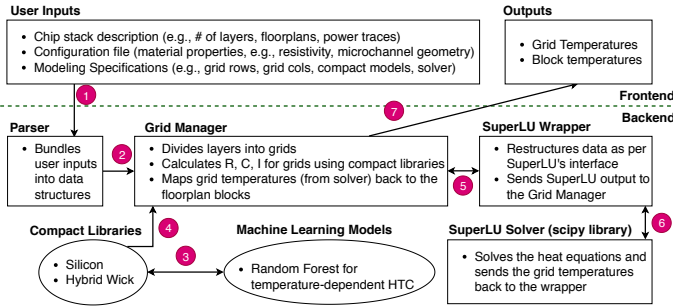 User Inputs
• Chip stack description (e.g., # of layers, floorplans, power traces)
• Configuration file (material properties, e.g., resistivity, microchannel geometry)
• Modeling Specifications (e.g., grid rows, grid cols, compact models, solver)
Outputs
• Grid Temperatures
• Block temperatures
1
7
Frontend
Backend
Parser
• Bundles
user inputs
into data
structures
2
Grid Manager
• Divides layers into grids
• Calculates R, C, I for grids using compact libraries
• Maps grid temperatures (from solver) back to the
floorplan blocks
5
SuperLU Wrapper
• Restructures data as per
SuperLU's interface
• Sends SuperLU output to
the Grid Manager
4
6
Compact Libraries
• Silicon
• Hybrid Wick
3
Machine Learning Models
• Random Forest for
temperature-dependent HTC
SuperLU Solver (scipy library)
• Solves the heat equations and
sends the grid temperatures
back to the wrapper